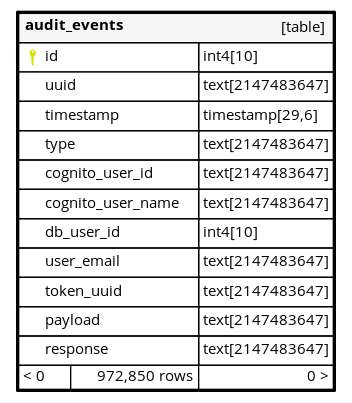 audit_events [table]
id int4[10]
uuid text[2147483647]
timestamp timestamp[29,6]
type text[2147483647]
cognito_user_id text[2147483647]
cognito_user_name text[2147483647]
db_user_id int4[10]
user_email text[2147483647]
token_uuid text[2147483647]
payload text[2147483647]
response text[2147483647]
< 0 972,850 rows 0 >